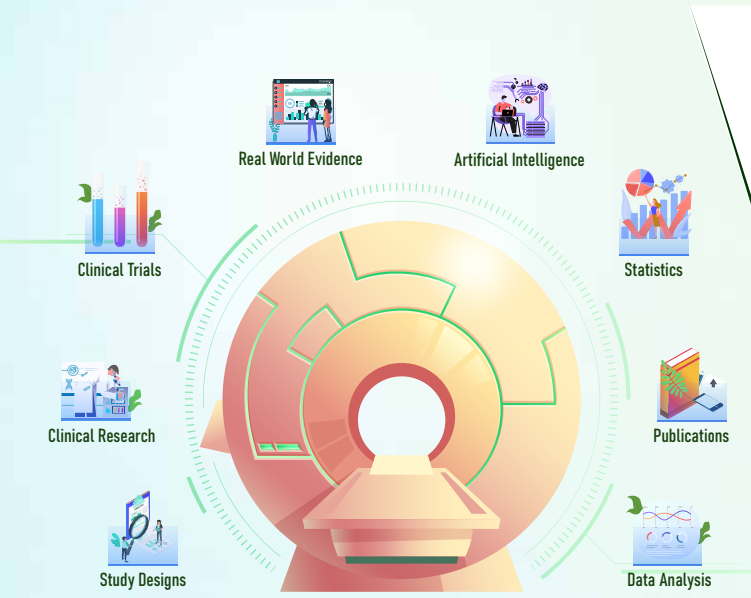 Real World Evidence
Artificial Intelligence
Clinical Trials
Statistics
Clinical Research
Publications
Study Designs
Data Analysis